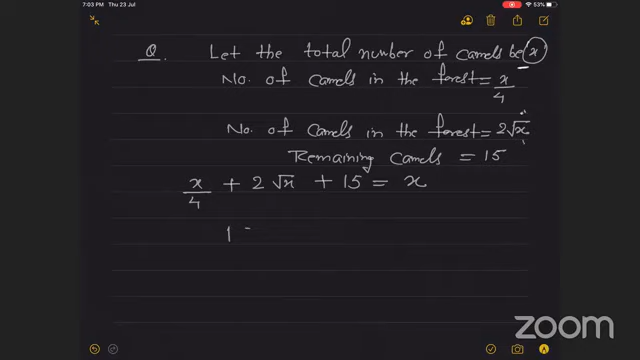 7:03 PM Thu 23 Jul 53%
Q. Let the total number of camels be 'x'
No. of camels in the forest = x/4
No. of camels in the forest = 2√x
Remaining camels = 15
x/4 + 2√x + 15 = x
1
zoom